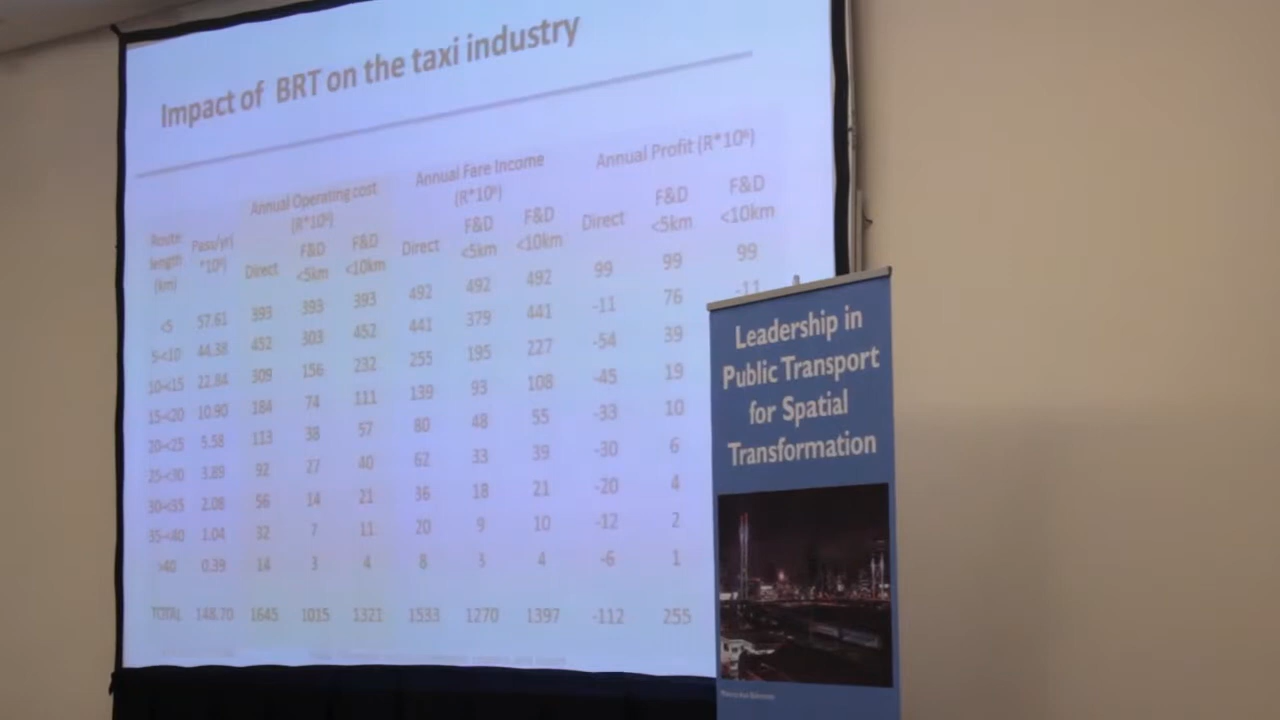 Impact of BRT on the taxi industry
Annual Operating cost (R*10⁶) Annual Fare Income (R*10⁶) Annual Profit (R*10⁶)
Route length (km) Pass/yr( *10⁶) Direct F&D <5km F&D <10km Direct F&D <5km F&D <10km Direct F&D <5km F&D <10km
<5 57.61 393 393 393 492 492 492 99 99 99
5-<10 44.38 452 303 452 441 379 441 -11 76 -11
10-<15 22.84 309 156 232 255 195 227 -54 39
15-<20 10.90 184 74 111 139 93 108 -45 19
20-<25 5.58 113 38 57 80 48 55 -33 10
25-<30 3.89 92 27 40 62 33 39 -30 6
30-<35 2.08 56 14 21 36 18 21 -20 4
35-<40 1.04 32 7 11 20 9 10 -12 2
>40 0.39 14 3 4 8 3 4 -6 1
TOTAL 148.70 1645 1015 1321 1533 1270 1397 -112 255
Leadership in
Public Transport
for Spatial
Transformation